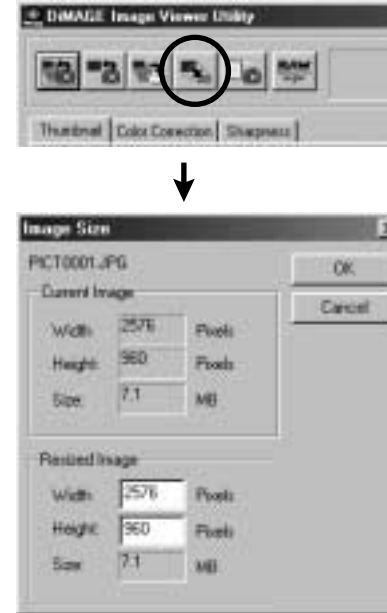 DiMAGE Image Viewer Utility
RAW
Thumbnail Color Correction Sharpness
Image Size
PICT0001.JPG
OK
Current Image
Cancel
Width: 2576 Pixels
Height: 960 Pixels
Size: 7.1 MB
Resized Image
Width: 2576 Pixels
Height: 960 Pixels
Size: 7.1 MB